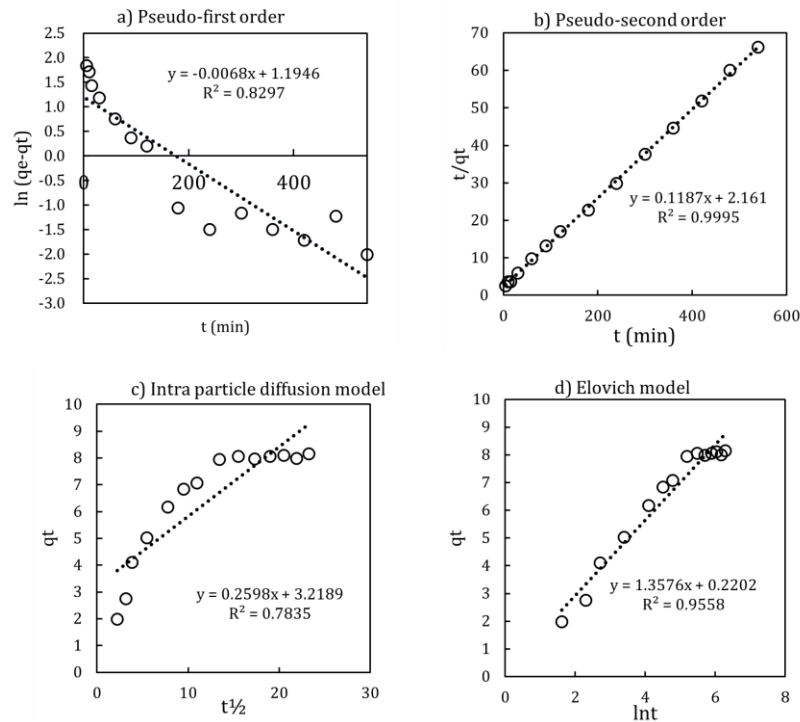 a) Pseudo-first order
2.5
2.0
1.5
1.0
0.5
0.0
-0.5
-1.0
-1.5
-2.0
-2.5
-3.0
ln (qe-qt)
y = -0.0068x + 1.1946
R² = 0.8297
0 200 400
t (min)
b) Pseudo-second order
70
60
50
40
30
20
10
0
t/qt
y = 0.1187x + 2.161
R² = 0.9995
0 200 400 600
t (min)
c) Intra particle diffusion model
10
9
8
7
6
5
4
3
2
1
0
qt
y = 0.2598x + 3.2189
R² = 0.7835
0 10 20 30
t½
d) Elovich model
10
9
8
7
6
5
4
3
2
1
0
qt
y = 1.3576x + 0.2202
R² = 0.9558
0 2 4 6 8
lnt